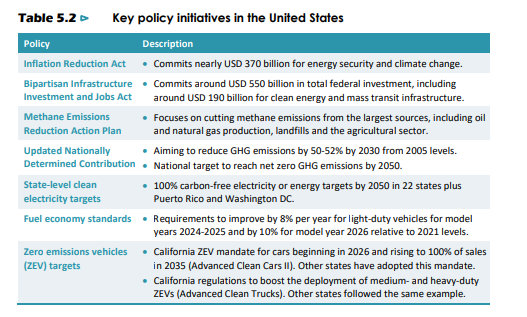 Table 5.2 ▷ Key policy initiatives in the United States
Policy Description
Inflation Reduction Act • Commits nearly USD 370 billion for energy security and climate change.
Bipartisan Infrastructure • Commits around USD 550 billion in total federal investment, including
Investment and Jobs Act around USD 190 billion for clean energy and mass transit infrastructure.
Methane Emissions • Focuses on cutting methane emissions from the largest sources, including oil
Reduction Action Plan and natural gas production, landfills and the agricultural sector.
Updated Nationally • Aiming to reduce GHG emissions by 50-52% by 2030 from 2005 levels.
Determined Contribution • National target to reach net zero GHG emissions by 2050.
State-level clean • 100% carbon-free electricity or energy targets by 2050 in 22 states plus
electricity targets Puerto Rico and Washington DC.
Fuel economy standards • Requirements to improve by 8% per year for light-duty vehicles for model
years 2024-2025 and by 10% for model year 2026 relative to 2021 levels.
Zero emissions vehicles • California ZEV mandate for cars beginning in 2026 and rising to 100% of sales
(ZEV) targets in 2035 (Advanced Clean Cars II). Other states have adopted this mandate.
• California regulations to boost the deployment of medium- and heavy-duty
ZEVs (Advanced Clean Trucks). Other states followed the same example.